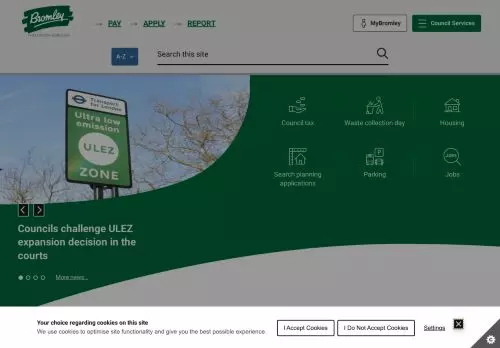 Bromley
PAY
APPLY
REPORT
MyBromley
Council Services
A-Z
Search this site
Transport
for London
Ultra low
emission
ULEZ
ZONE
Council tax
Waste collection day
Housing
Search planning
applications
Parking
JOBS
Jobs
Councils challenge ULEZ
expansion decision in the
courts
More news...
Your choice regarding cookies on this site
We use cookies to optimise site functionality and give you the best possible experience
I Accept Cookies
I Do Not Accept Cookies
Settings